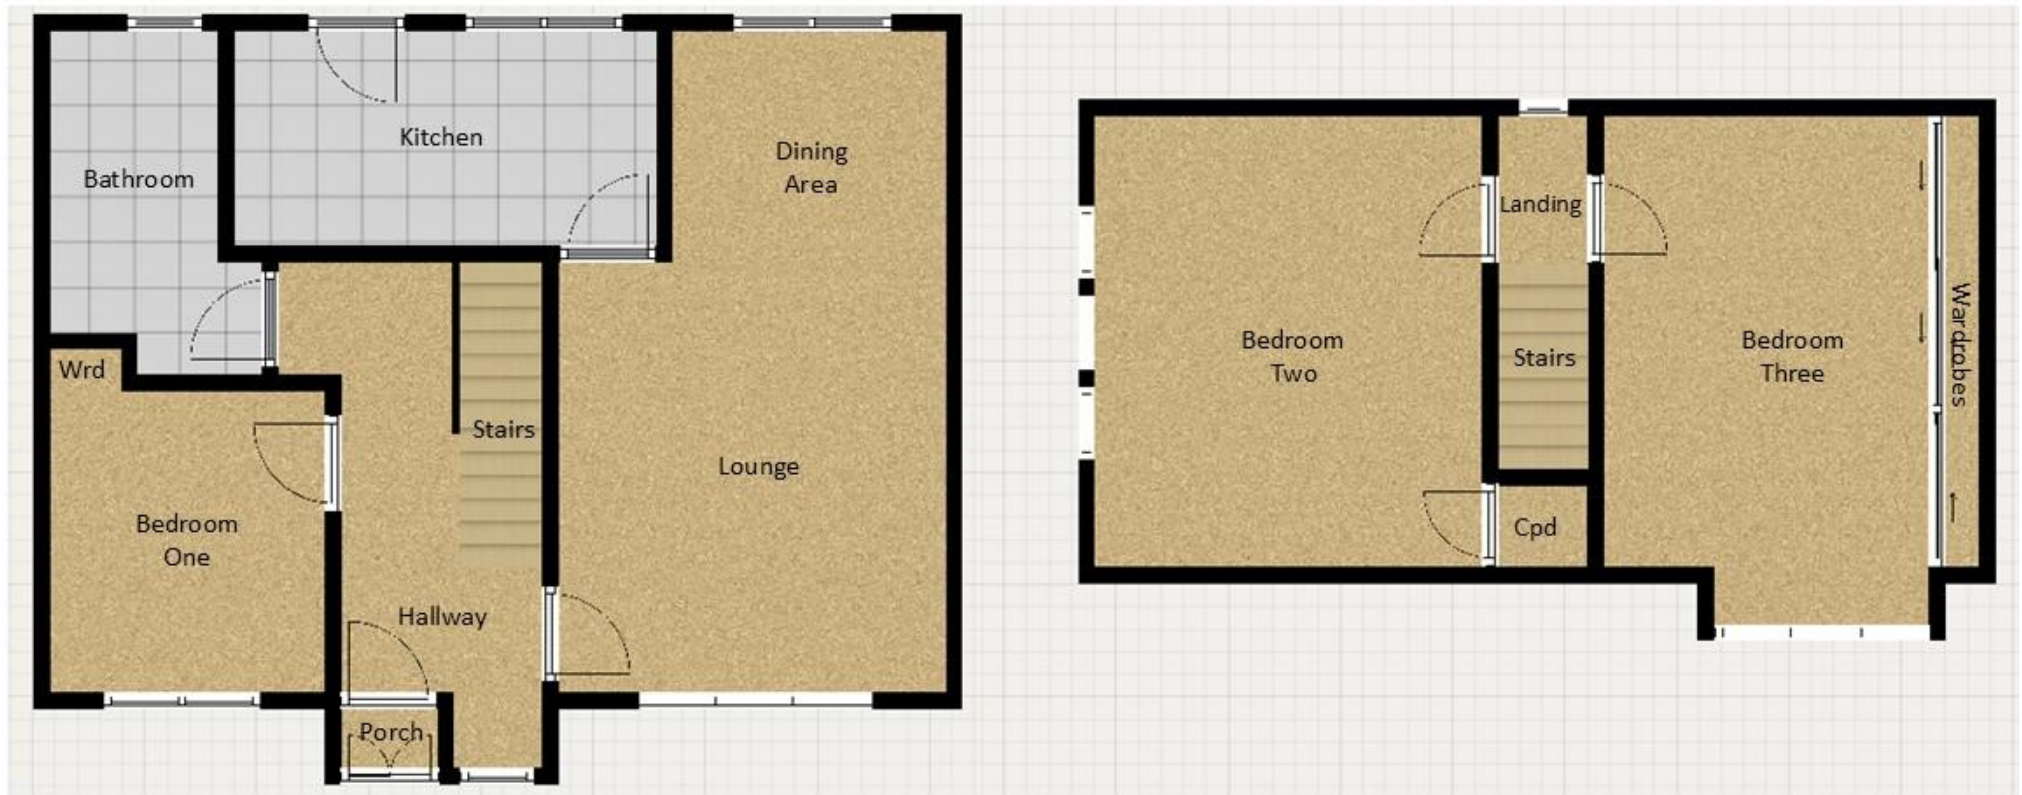 Kitchen
Bathroom
Dining
Area
Wrd
Stairs
Lounge
Bedroom
One
Hallway
Porch
Landing
Bedroom
Two
Stairs
Bedroom
Three
Wardrobes
Cpd